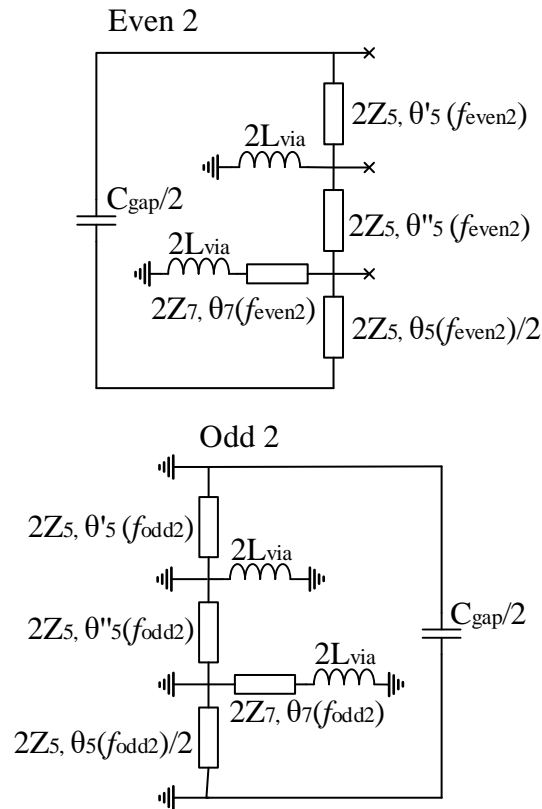 Even 2
2Z5, θ'5 (feven2)
2Lvia
Cgap/2
2Z5, θ''5(feven2)
2Lvia
2Z7, θ7(feven2)
2Z5, θ5(feven2)/2
Odd 2
2Z5, θ'5 (fodd2)
2Lvia
2Z5, θ''5(fodd2)
Cgap/2
2Lvia
2Z7, θ7(fodd2)
2Z5, θ5(fodd2)/2